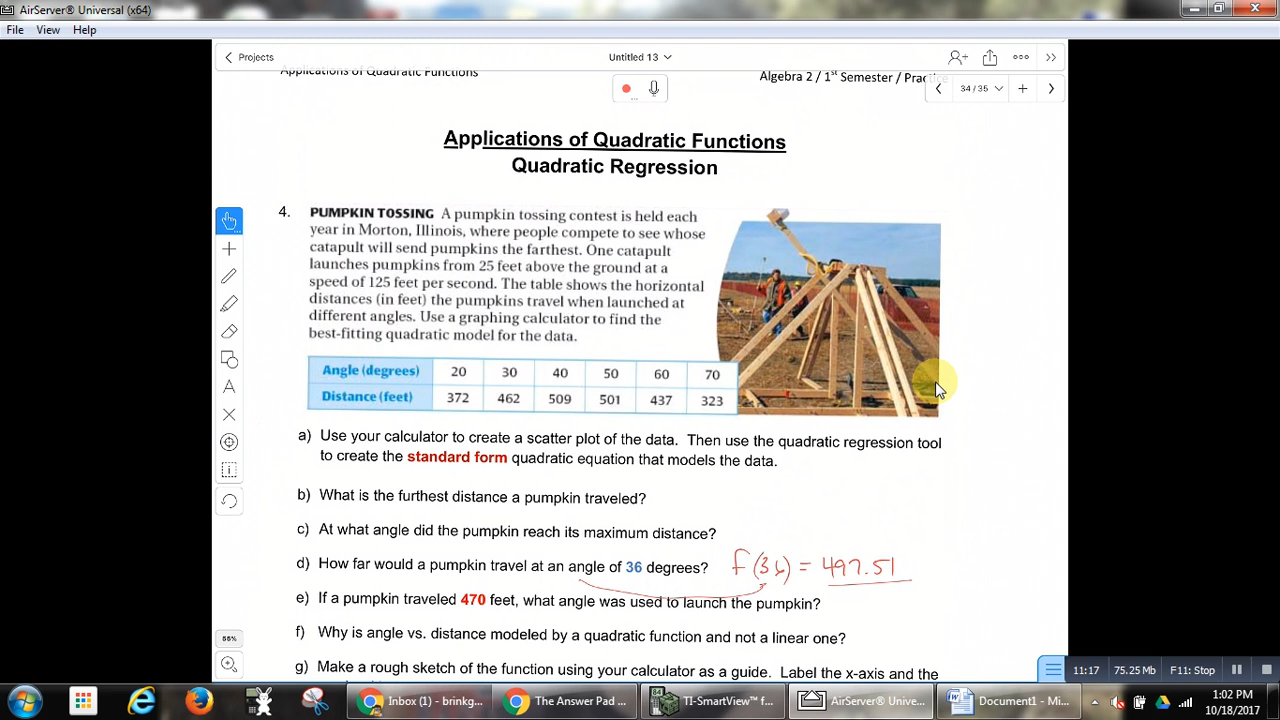 AirServer® Universal (x64)
File View Help
Projects
Untitled 13
Applications of Quadratic Functions
Algebra 2 / 1st Semester / Practice
34 / 35
Applications of Quadratic Functions
Quadratic Regression
4. PUMPKIN TOSSING A pumpkin tossing contest is held each
year in Morton, Illinois, where people compete to see whose
catapult will send pumpkins the farthest. One catapult
launches pumpkins from 25 feet above the ground at a
speed of 125 feet per second. The table shows the horizontal
distances (in feet) the pumpkins travel when launched at
different angles. Use a graphing calculator to find the
best-fitting quadratic model for the data.
Angle (degrees) 20 30 40 50 60 70
Distance (feet) 372 462 509 501 437 323
a) Use your calculator to create a scatter plot of the data. Then use the quadratic regression tool
to create the standard form quadratic equation that models the data.
b) What is the furthest distance a pumpkin traveled?
c) At what angle did the pumpkin reach its maximum distance?
d) How far would a pumpkin travel at an angle of 36 degrees? f(36) = 497.51
e) If a pumpkin traveled 470 feet, what angle was used to launch the pumpkin?
f) Why is angle vs. distance modeled by a quadratic function and not a linear one?
55%
g) Make a rough sketch of the function using your calculator as a guide. Label the x-axis and the
11:17 75.25 Mb F11: Stop
Inbox (1) - brinkg... The Answer Pad ... TI-SmartView™ f... AirServer® Unive... Document1 - Mi...
1:02 PM
10/18/2017